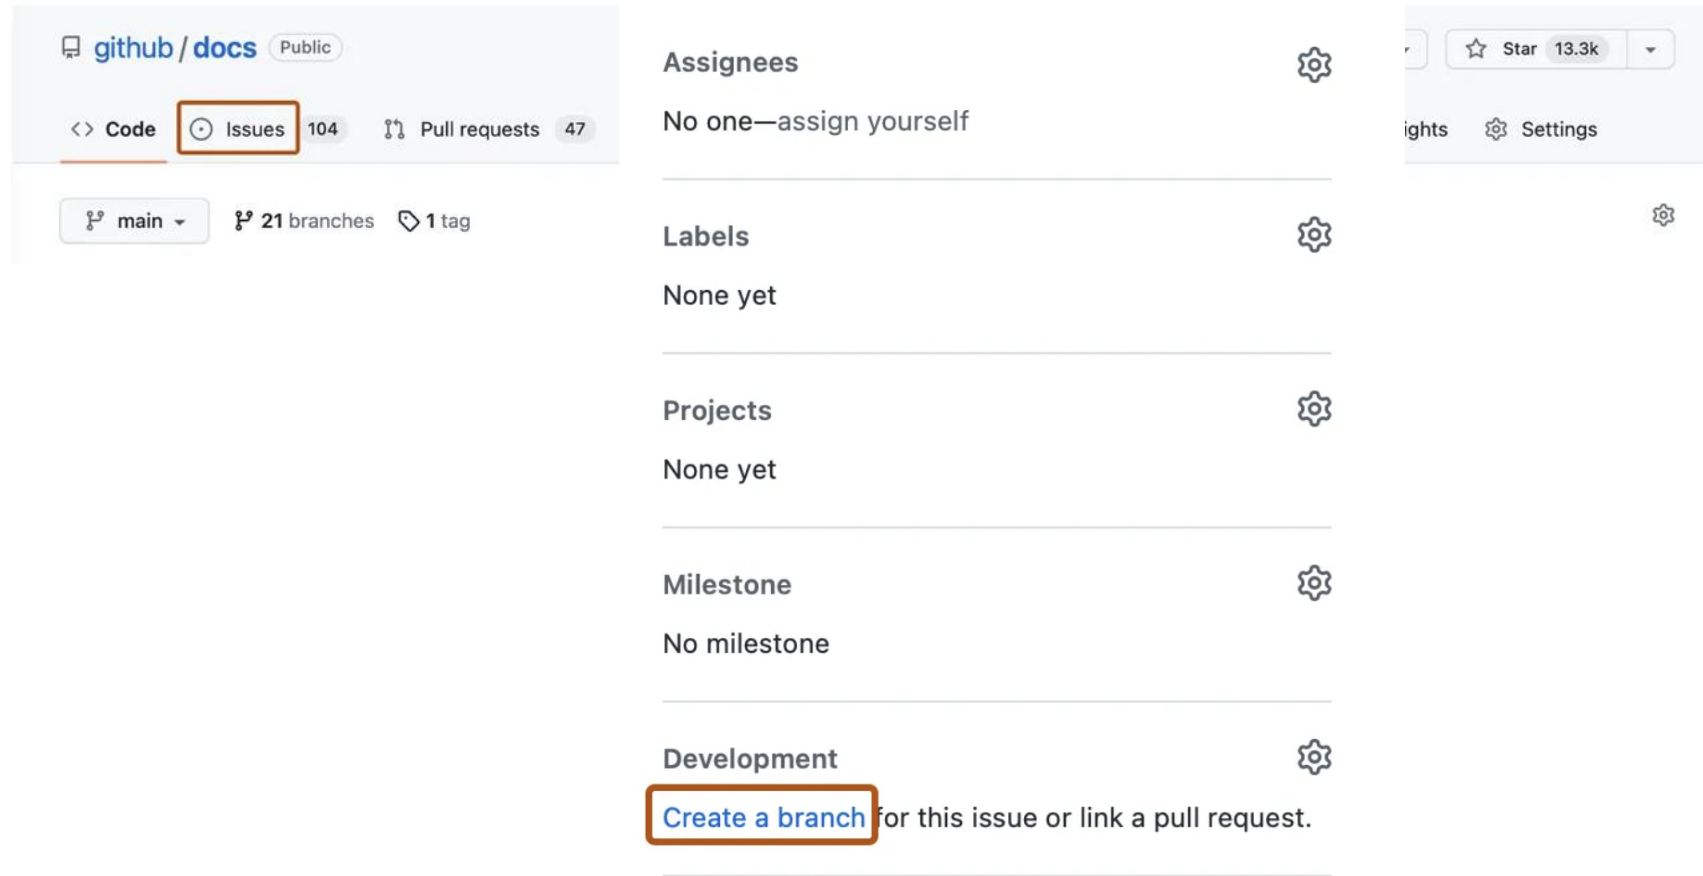 github / docs Public
Star 13.3k
Code Issues 104 Pull requests 47
ights Settings
main 21 branches 1 tag
Assignees
No one—assign yourself
Labels
None yet
Projects
None yet
Milestone
No milestone
Development
Create a branch for this issue or link a pull request.